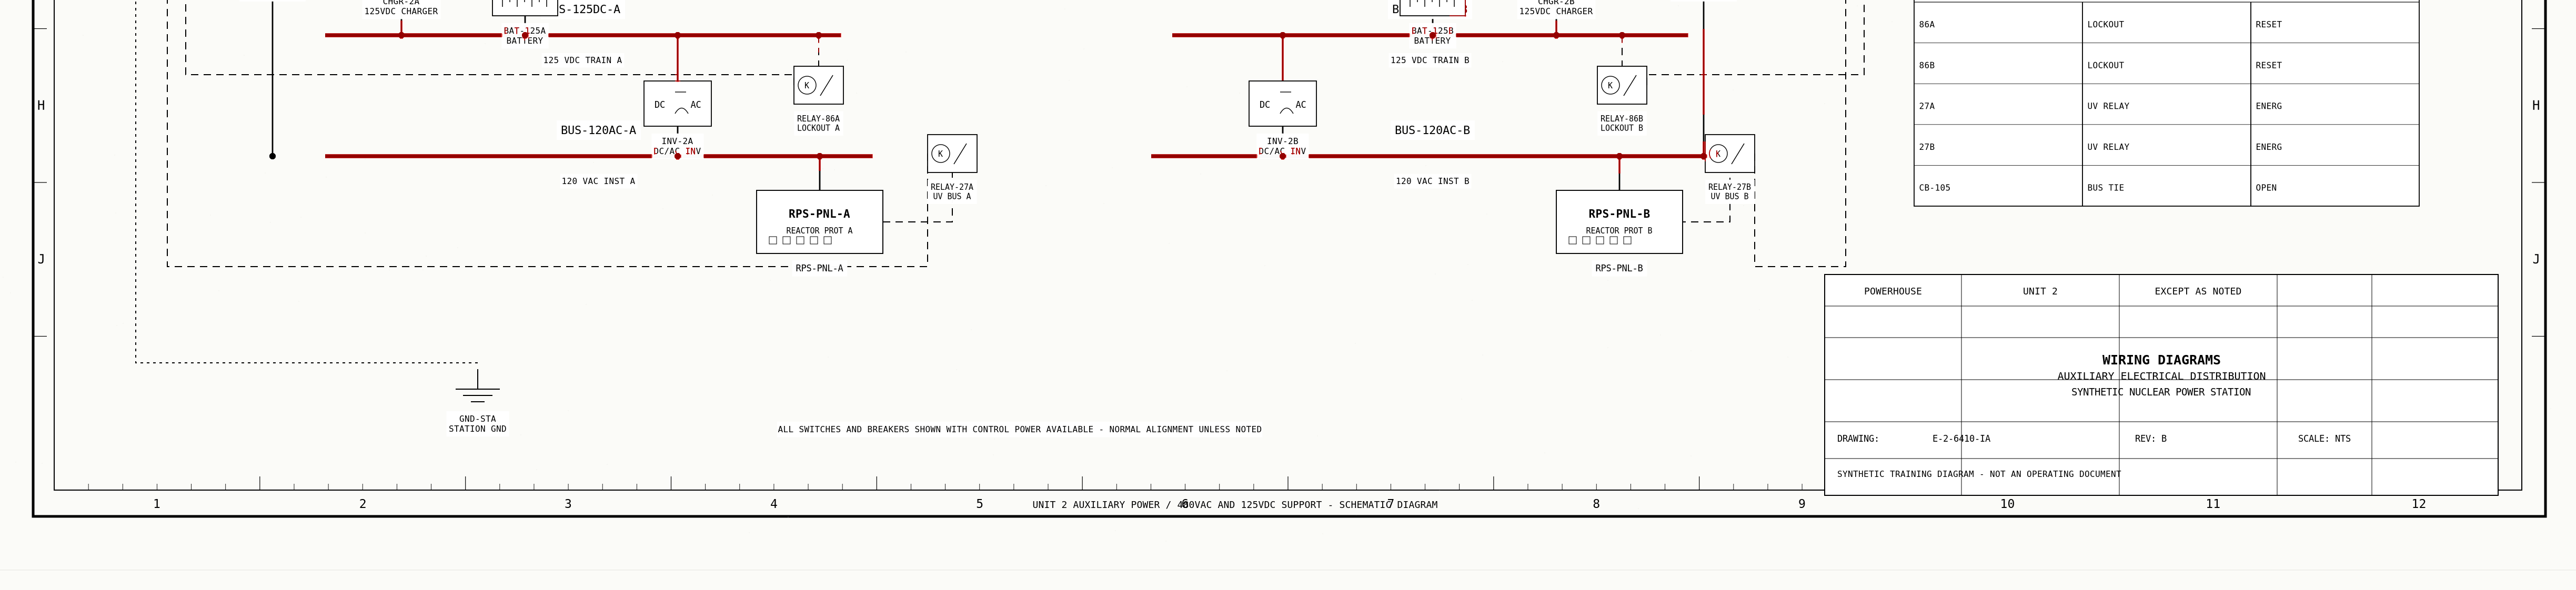 CHGR-2A
125VDC CHARGER
S-125DC-A
BAT-125A
BATTERY
125 VDC TRAIN A
K
RELAY-86A
LOCKOUT A
DC AC
INV-2A
DC/AC INV
BUS-120AC-A
120 VAC INST A
K
RELAY-27A
UV BUS A
RPS-PNL-A
REACTOR PROT A
RPS-PNL-A
CHGR-2B
125VDC CHARGER
BAT-125B
BATTERY
125 VDC TRAIN B
K
RELAY-86B
LOCKOUT B
DC AC
INV-2B
DC/AC INV
BUS-120AC-B
120 VAC INST B
K
RELAY-27B
UV BUS B
RPS-PNL-B
REACTOR PROT B
RPS-PNL-B
86A LOCKOUT RESET
86B LOCKOUT RESET
27A UV RELAY ENERG
27B UV RELAY ENERG
CB-105 BUS TIE OPEN
H H
J J
GND-STA
STATION GND
ALL SWITCHES AND BREAKERS SHOWN WITH CONTROL POWER AVAILABLE - NORMAL ALIGNMENT UNLESS NOTED
POWERHOUSE UNIT 2 EXCEPT AS NOTED
WIRING DIAGRAMS
AUXILIARY ELECTRICAL DISTRIBUTION
SYNTHETIC NUCLEAR POWER STATION
DRAWING: E-2-6410-IA REV: B SCALE: NTS
SYNTHETIC TRAINING DIAGRAM - NOT AN OPERATING DOCUMENT
1 2 3 4 5 6 7 8 9 10 11 12
UNIT 2 AUXILIARY POWER / 480VAC AND 125VDC SUPPORT - SCHEMATIC DIAGRAM